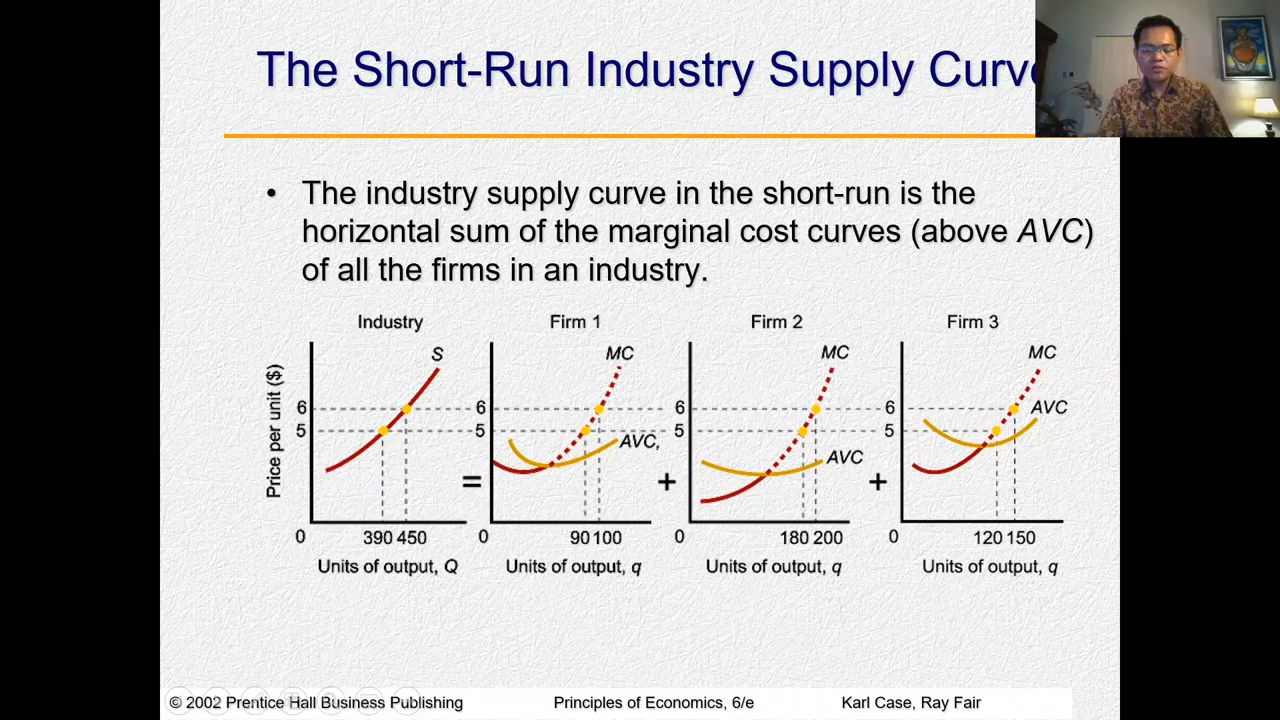 The Short-Run Industry Supply Curve
• The industry supply curve in the short-run is the
horizontal sum of the marginal cost curves (above AVC)
of all the firms in an industry.
Industry
Firm 1
Firm 2
Firm 3
Price per unit ($)
S
6
5
0
390 450
Units of output, Q
=
MC
AVC,
6
5
0
90 100
Units of output, q
+
MC
AVC
6
5
0
180 200
Units of output, q
+
MC
AVC
6
5
0
120 150
Units of output, q
© 2002 Prentice Hall Business Publishing
Principles of Economics, 6/e
Karl Case, Ray Fair